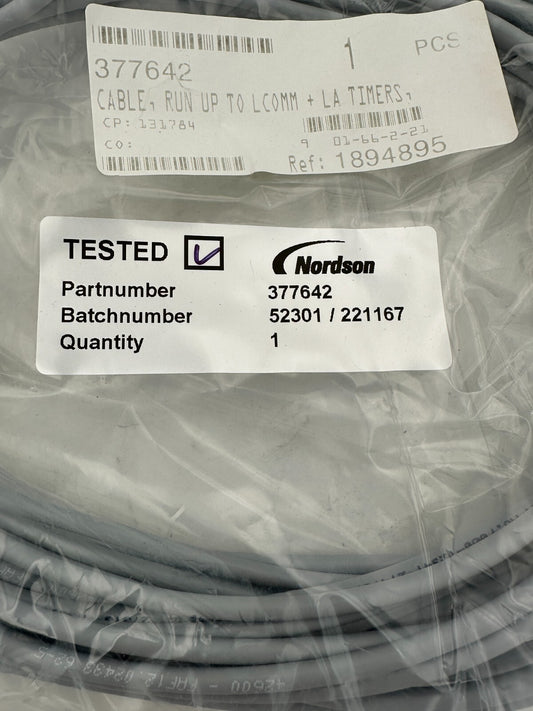 1 PCS
377642
CABLE, RUN UP TO LCOMM + LA TIMERS,
CP: 131784
9 01-66-2-21
CO:
Ref: 1894895
TESTED
Nordson
Partnumber 377642
Batchnumber 52301 / 221167
Quantity 1